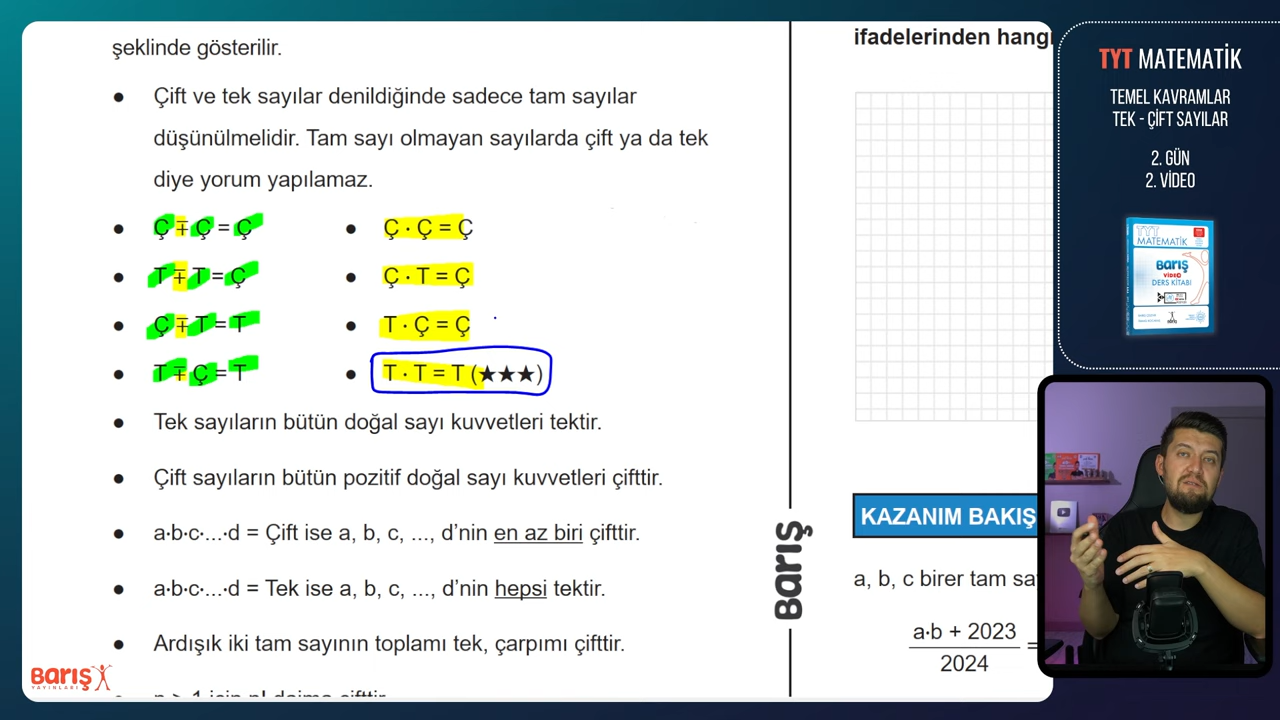 şeklinde gösterilir.
● Çift ve tek sayılar denildiğinde sadece tam sayılar
düşünülmelidir. Tam sayı olmayan sayılarda çift ya da tek
diye yorum yapılamaz.
● Ç ∓ Ç = Ç
● Ç · Ç = Ç
● T ∓ T = Ç
● Ç · T = Ç
● Ç ∓ T = T
● T · Ç = Ç
● T ∓ Ç = T
● T · T = T (★★★)
● Tek sayıların bütün doğal sayı kuvvetleri tektir.
● Çift sayıların bütün pozitif doğal sayı kuvvetleri çifttir.
● a·b·c·...·d = Çift ise a, b, c, ..., d’nin en az biri çifttir.
● a·b·c·...·d = Tek ise a, b, c, ..., d’nin hepsi tektir.
● Ardışık iki tam sayının toplamı tek, çarpımı çifttir.
BARIŞ
YAYINLARI
BARIŞ
ifadelerinden hang
KAZANIM BAKIŞ
a, b, c birer tam sa
a·b + 2023
2024
=
TYT MATEMATİK
TEMEL KAVRAMLAR
TEK - ÇİFT SAYILAR
2. GÜN
2. VİDEO
TYT
MATEMATİK
BARIŞ
VİDEO
DERS KİTABI